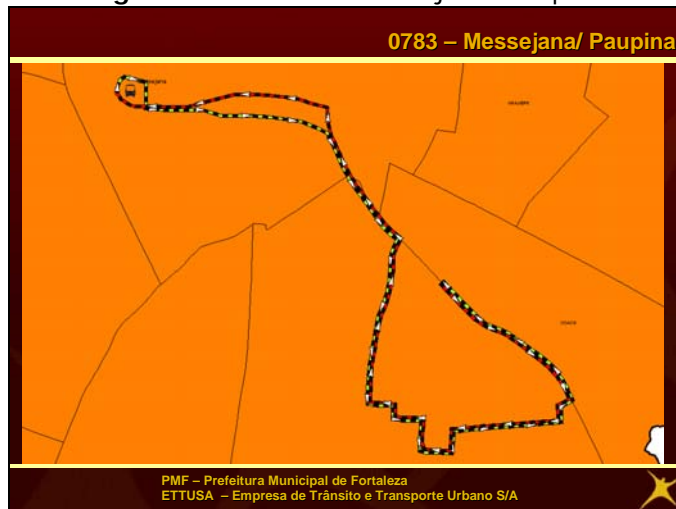 0783 – Messejana/ Paupina
PMF – Prefeitura Municipal de Fortaleza
ETTUSA – Empresa de Trânsito e Transporte Urbano S/A